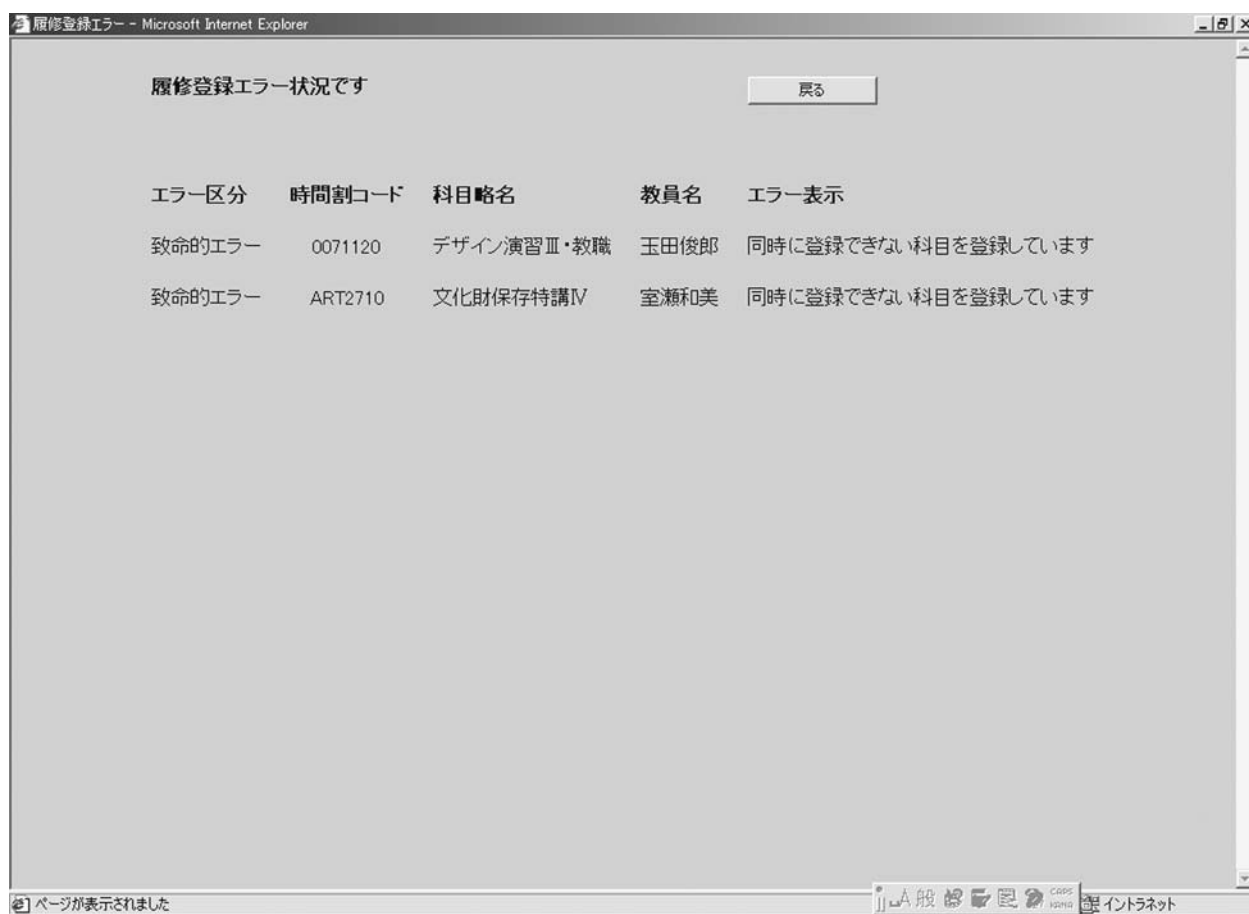 履修登録エラー - Microsoft Internet Explorer
履修登録エラー状況です 戻る
エラー区分 時間割コード 科目略名 教員名 エラー表示
致命的エラー 0071120 デザイン演習Ⅲ・教職 玉田俊郎 同時に登録できない科目を登録しています
致命的エラー ART2710 文化財保存特講Ⅳ 室瀬和美 同時に登録できない科目を登録しています
ページが表示されました A 般 CAPS KANA イントラネット